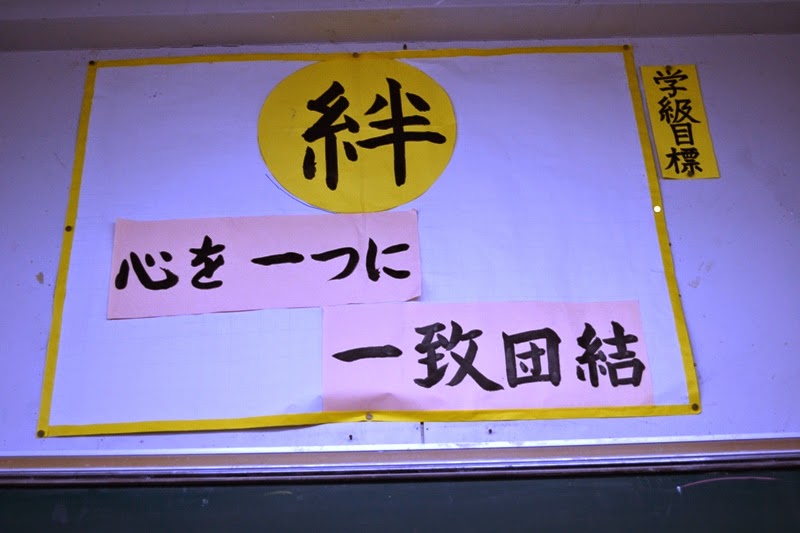 学級目標
絆
心を一つに
一致団結